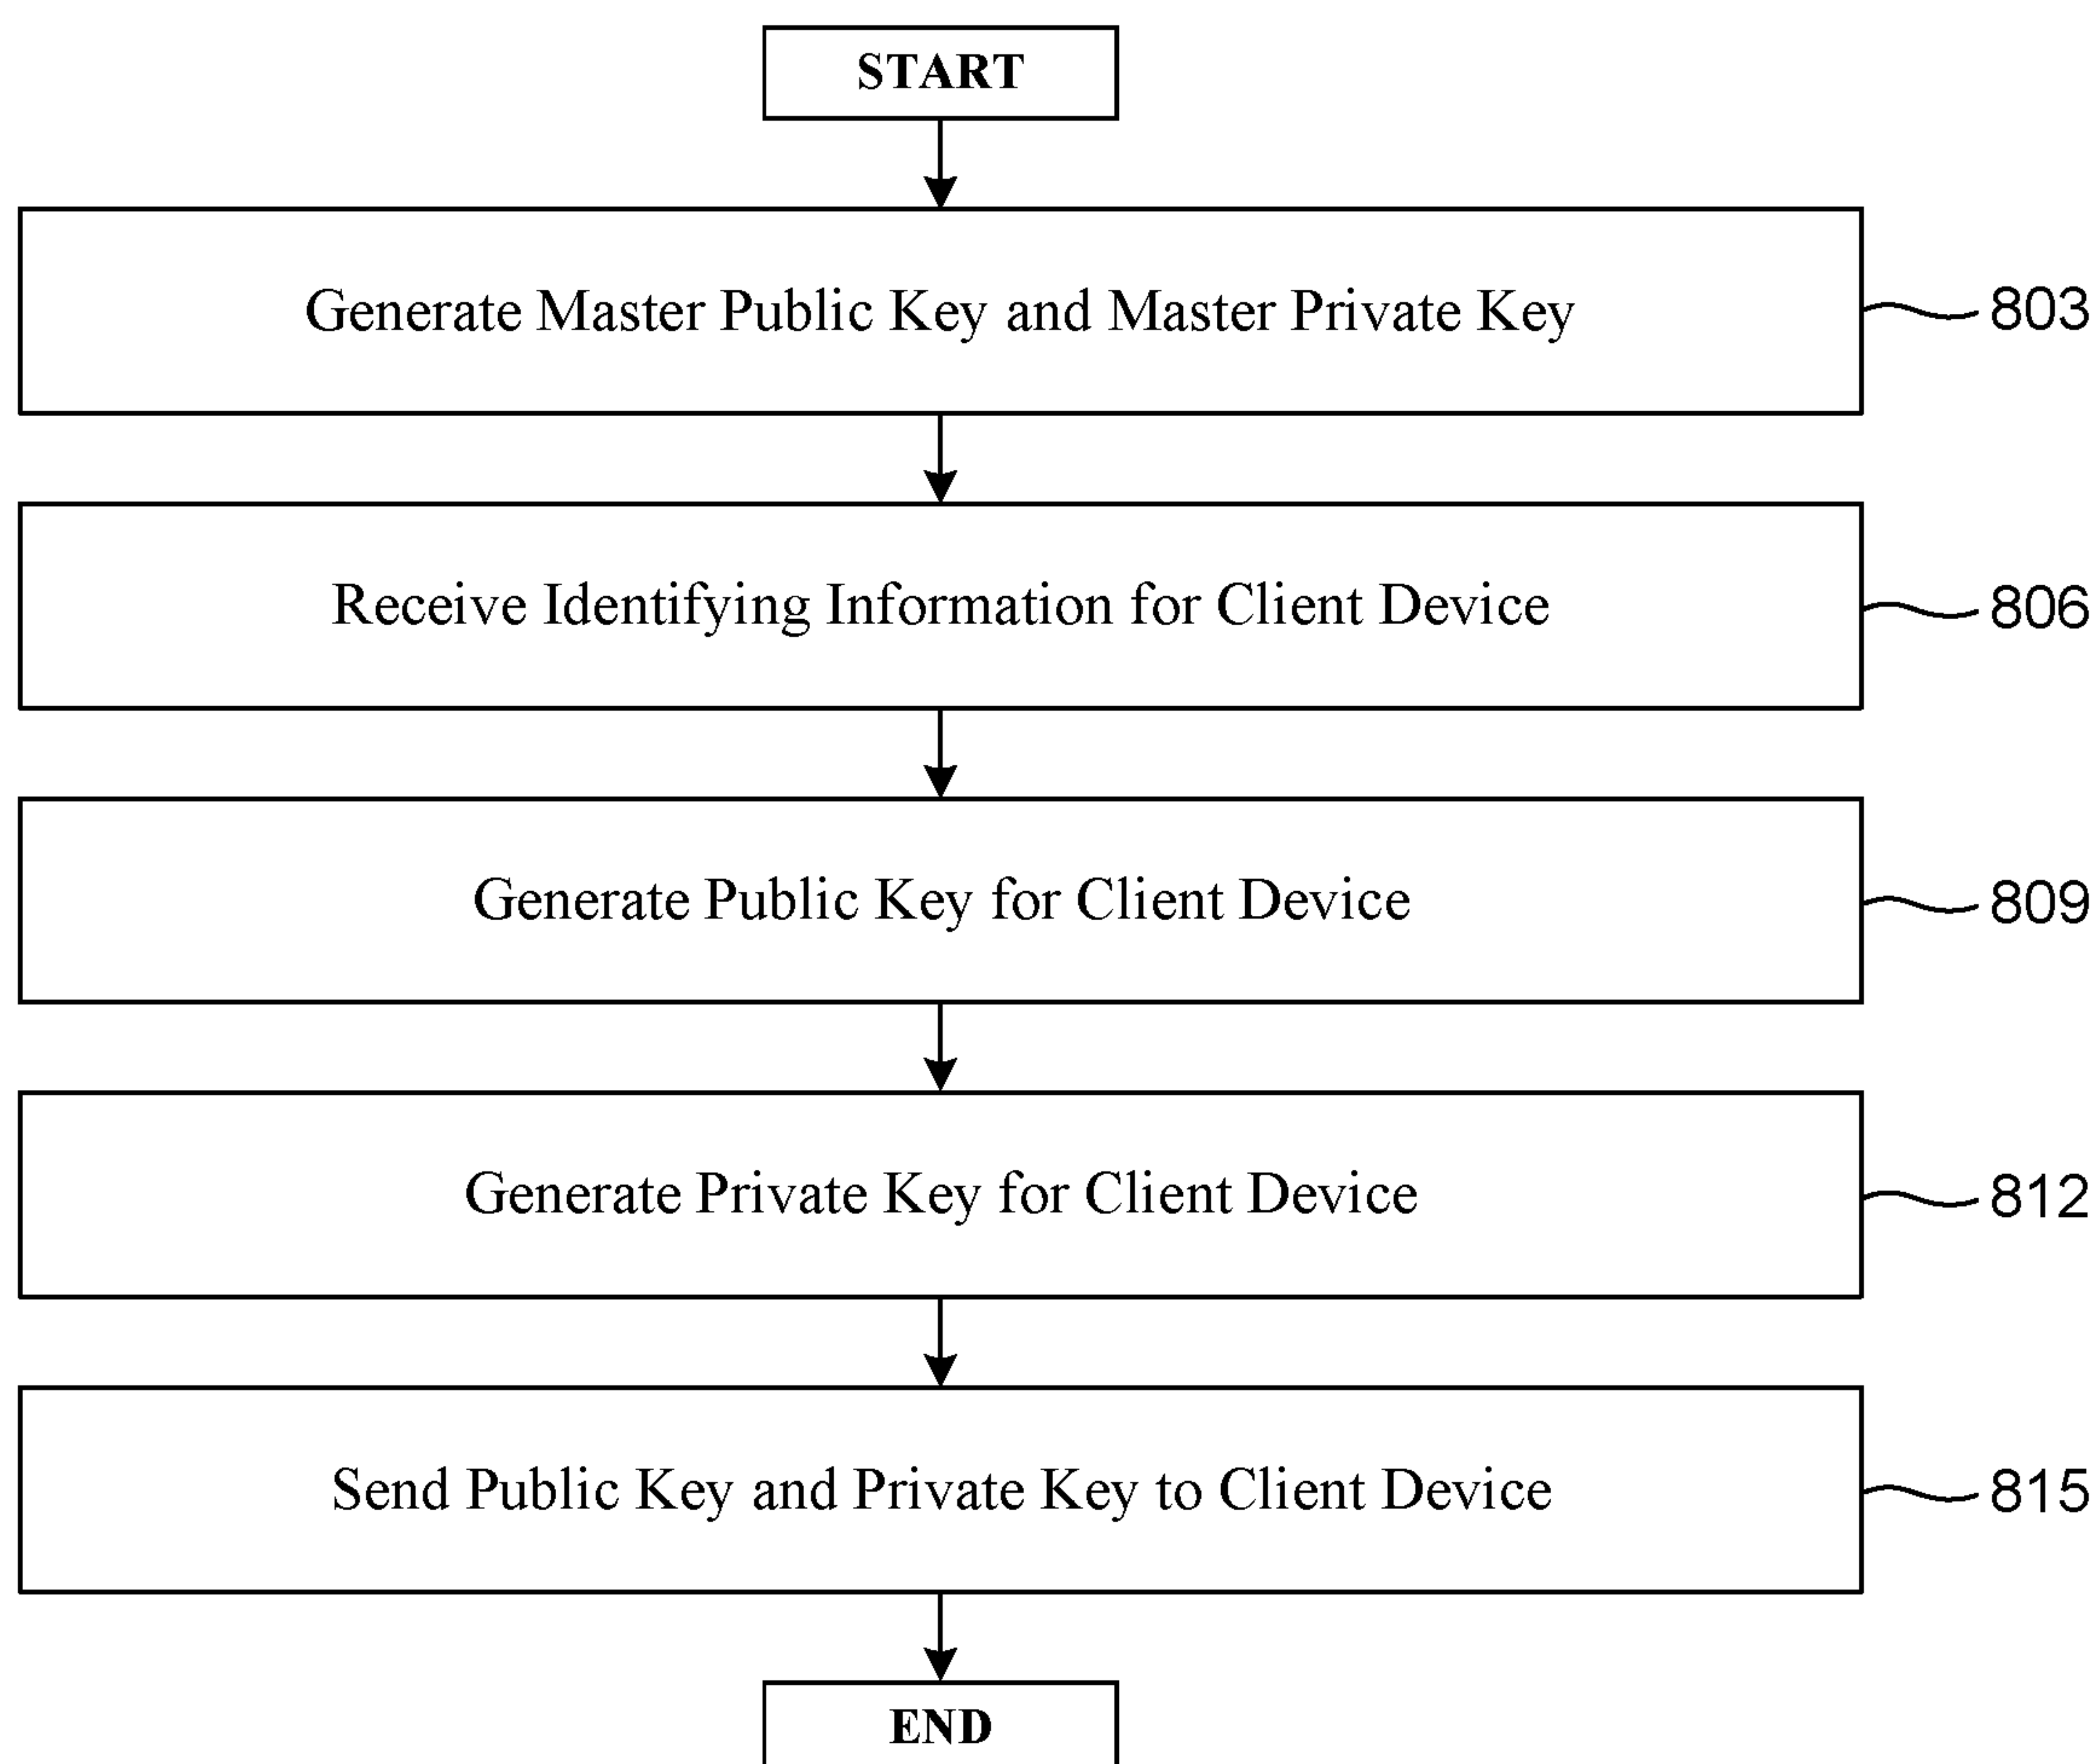 START
Generate Master Public Key and Master Private Key
803
Receive Identifying Information for Client Device
806
Generate Public Key for Client Device
809
Generate Private Key for Client Device
812
Send Public Key and Private Key to Client Device
815
END